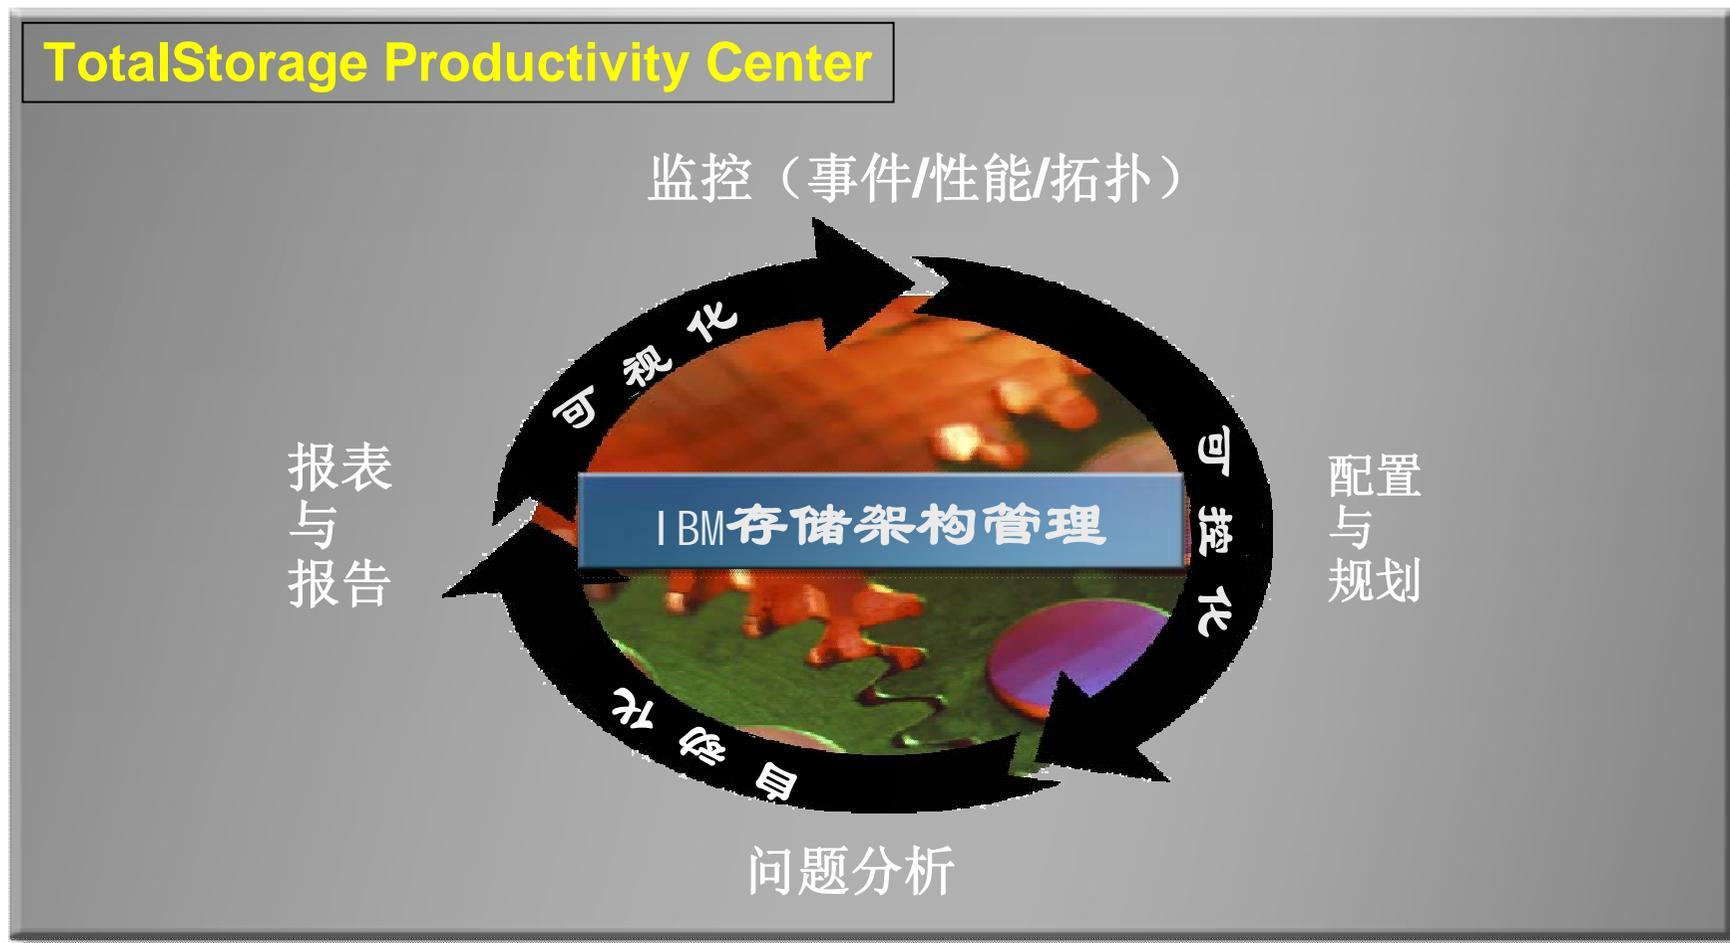 TotalStorage Productivity Center
监控（事件/性能/拓扑）
可视化
可控化
报表
与
报告
IBM存储架构管理
配置
与
规划
自动化
问题分析